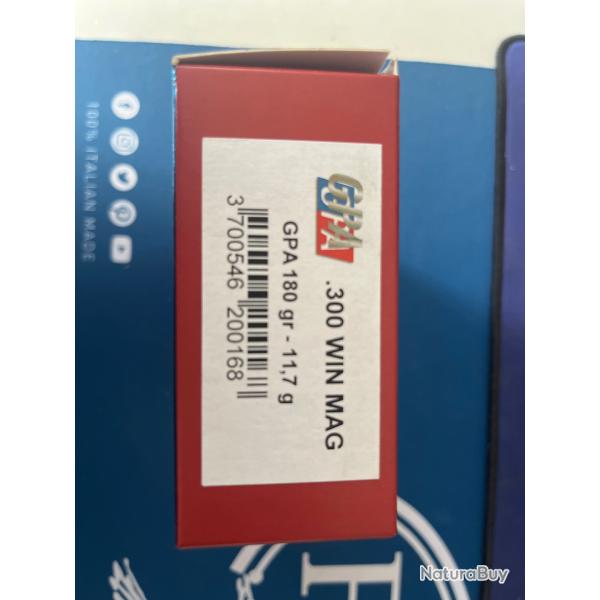 GPA
.300 WIN MAG
GPA 180 gr - 11,7 g
3 700546 200168
100% ITALIAN MADE
NaturaBuy